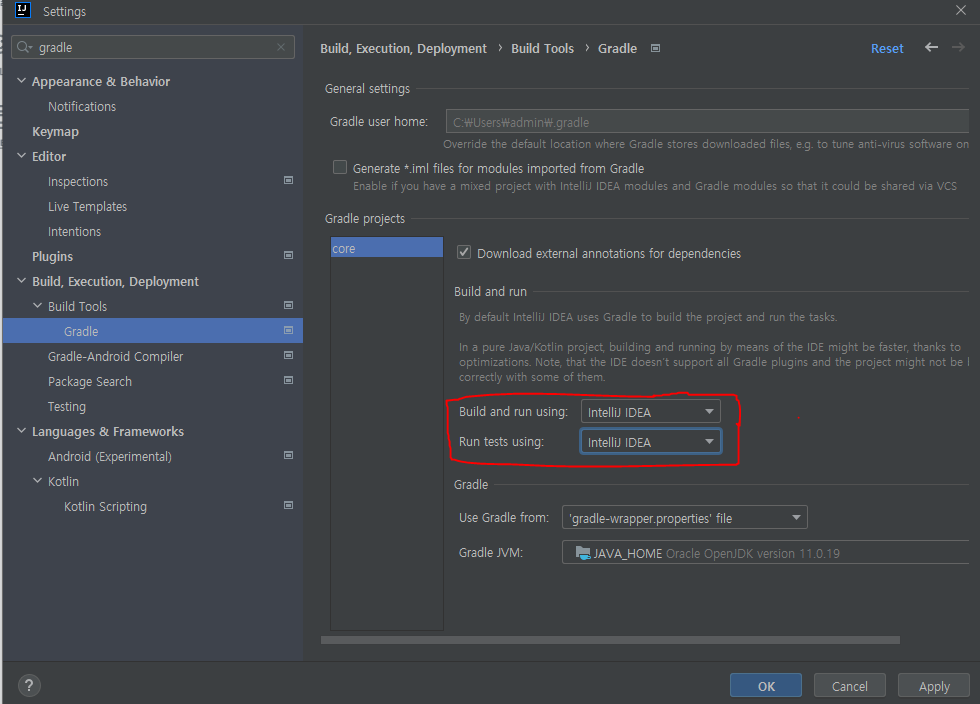 IJ Settings
gradle
Appearance & Behavior
Notifications
Keymap
Editor
Inspections
Live Templates
Intentions
Plugins
Build, Execution, Deployment
Build Tools
Gradle
Gradle-Android Compiler
Package Search
Testing
Languages & Frameworks
Android (Experimental)
Kotlin
Kotlin Scripting
Build, Execution, Deployment › Build Tools › Gradle
Reset
General settings
Gradle user home: C:₩Users₩admin₩.gradle
Override the default location where Gradle stores downloaded files, e.g. to tune anti-virus software on
Generate *.iml files for modules imported from Gradle
Enable if you have a mixed project with IntelliJ IDEA modules and Gradle modules so that it could be shared via VCS
Gradle projects
core
Download external annotations for dependencies
Build and run
By default IntelliJ IDEA uses Gradle to build the project and run the tasks.
In a pure Java/Kotlin project, building and running by means of the IDE might be faster, thanks to
optimizations. Note, that the IDE doesn't support all Gradle plugins and the project might not be
correctly with some of them.
Build and run using: IntelliJ IDEA
Run tests using: IntelliJ IDEA
Gradle
Use Gradle from: 'gradle-wrapper.properties' file
Gradle JVM: JAVA_HOME Oracle OpenJDK version 11.0.19
?
OK
Cancel
Apply